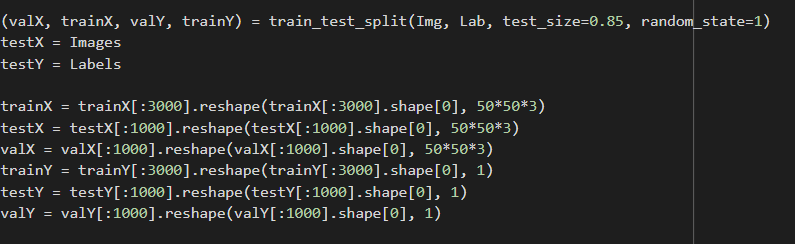 (valX, trainX, valY, trainY) = train_test_split(Img, Lab, test_size=0.85, random_state=1)
testX = Images
testY = Labels
trainX = trainX[:3000].reshape(trainX[:3000].shape[0], 50*50*3)
testX = testX[:1000].reshape(testX[:1000].shape[0], 50*50*3)
valX = valX[:1000].reshape(valX[:1000].shape[0], 50*50*3)
trainY = trainY[:3000].reshape(trainY[:3000].shape[0], 1)
testY = testY[:1000].reshape(testY[:1000].shape[0], 1)
valY = valY[:1000].reshape(valY[:1000].shape[0], 1)